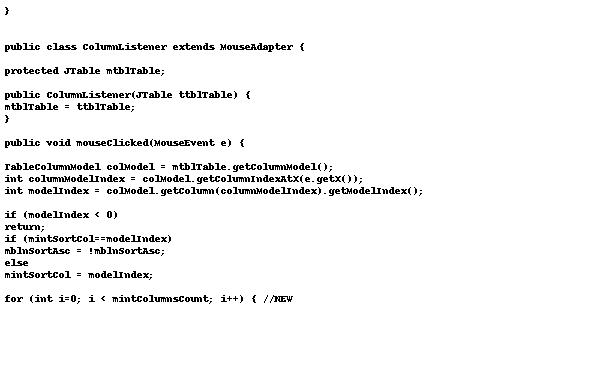 }
public class ColumnListener extends MouseAdapter {
protected JTable mtblTable;
public ColumnListener(JTable ttblTable) {
mtblTable = ttblTable;
}
public void mouseClicked(MouseEvent e) {
TableColumnModel colModel = mtblTable.getColumnModel();
int columnModelIndex = colModel.getColumnIndexAtX(e.getX());
int modelIndex = colModel.getColumn(columnModelIndex).getModelIndex();
if (modelIndex < 0)
return;
if (mintSortCol==modelIndex)
mblnSortAsc = !mblnSortAsc;
else
mintSortCol = modelIndex;
for (int i=0; i < mintColumnsCount; i++) { //NEW